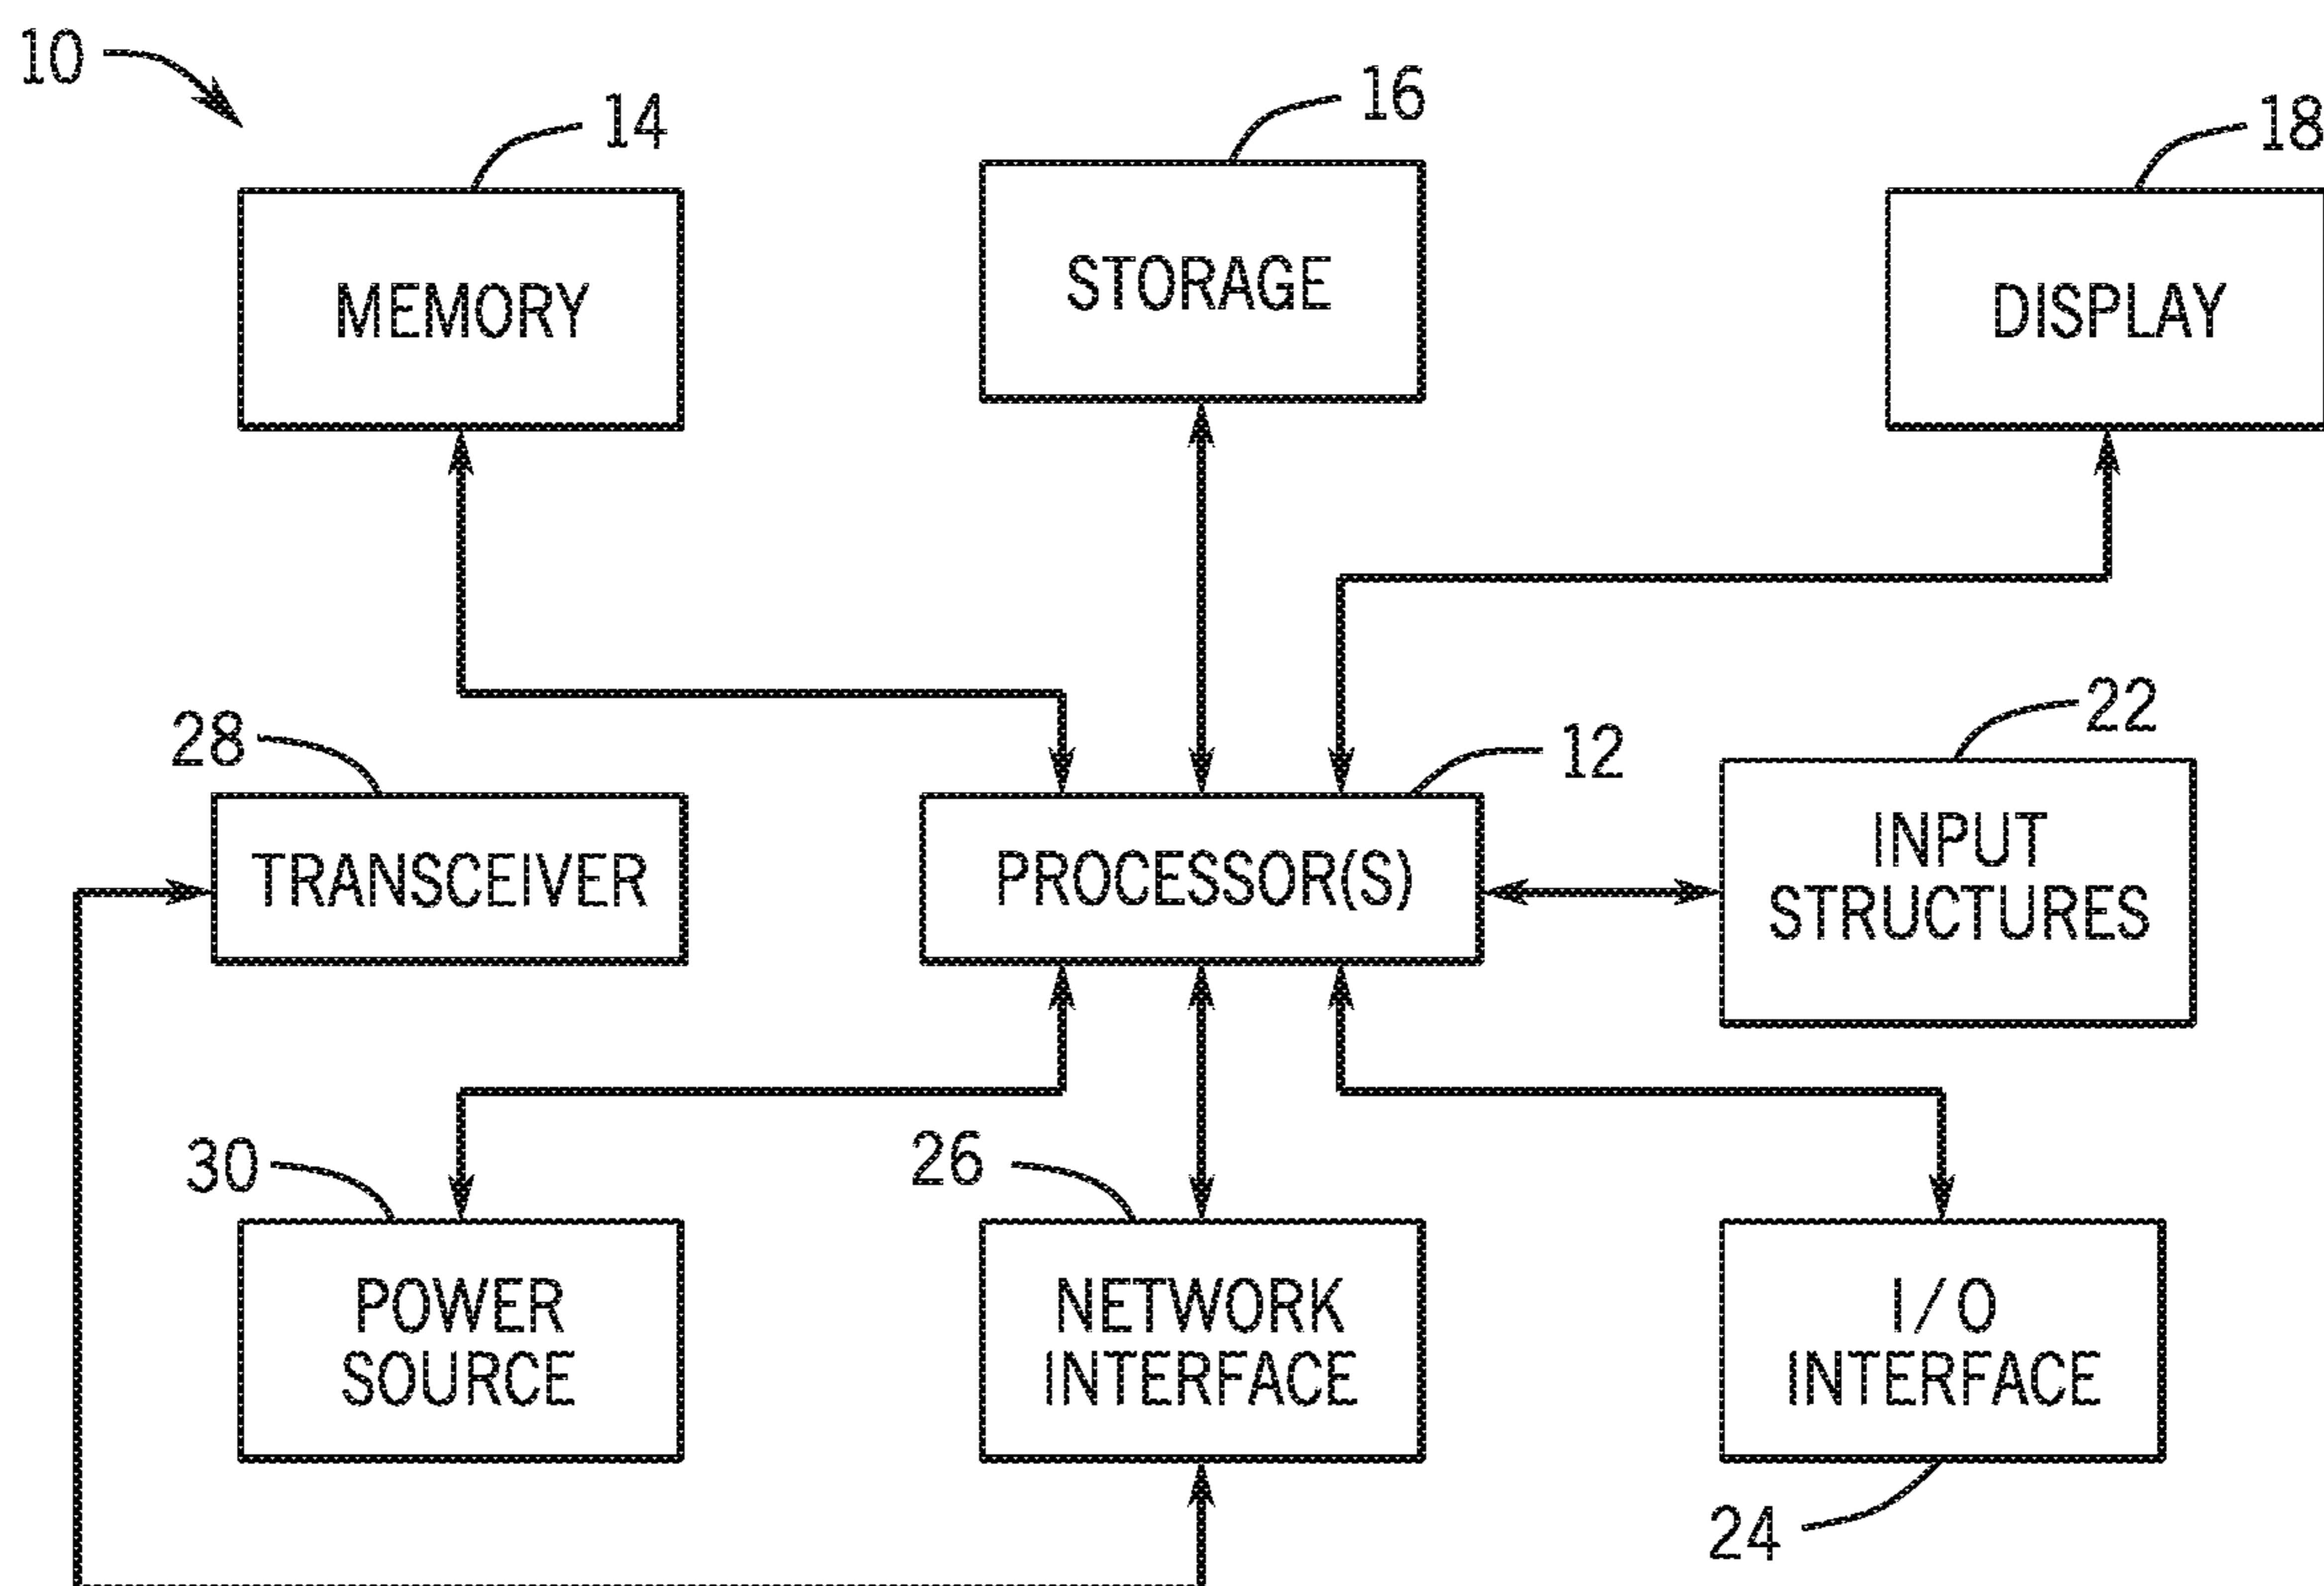 10
14
16
18
MEMORY
STORAGE
DISPLAY
28
12
22
TRANSCEIVER
PROCESSOR(S)
INPUT
STRUCTURES
30
26
POWER
SOURCE
NETWORK
INTERFACE
I/O
INTERFACE
24